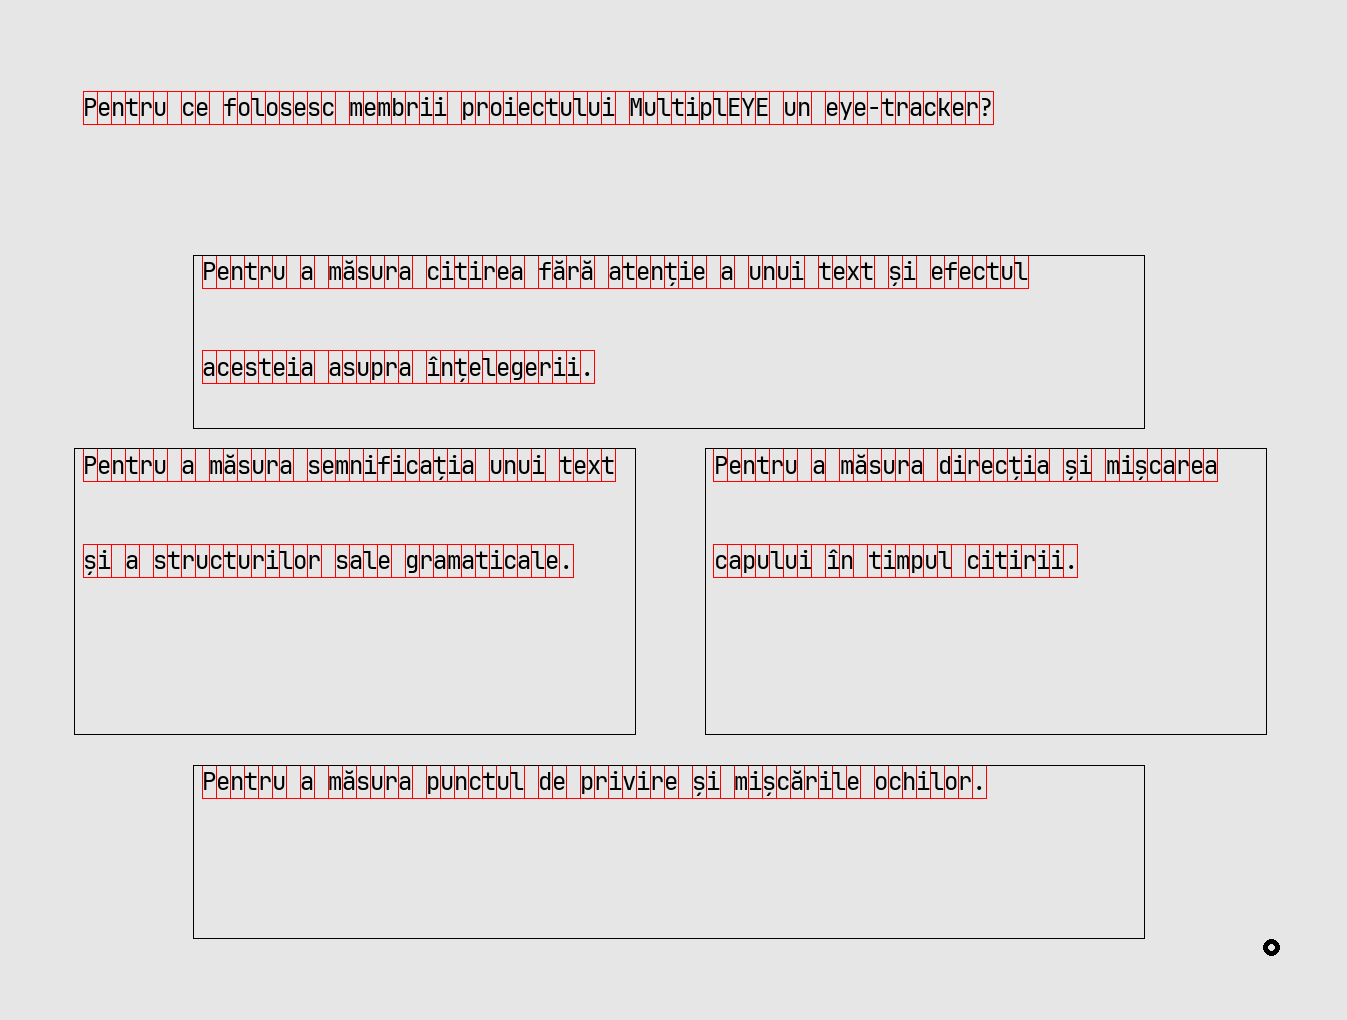 Pentru ce folosesc membrii proiectului MultiplEYE un eye-tracker?
Pentru a măsura citirea fără atenție a unui text și efectul
acesteia asupra înțelegerii.
Pentru a măsura semnificația unui text
și a structurilor sale gramaticale.
Pentru a măsura direcția și mișcarea
capului în timpul citirii.
Pentru a măsura punctul de privire și mișcările ochilor.